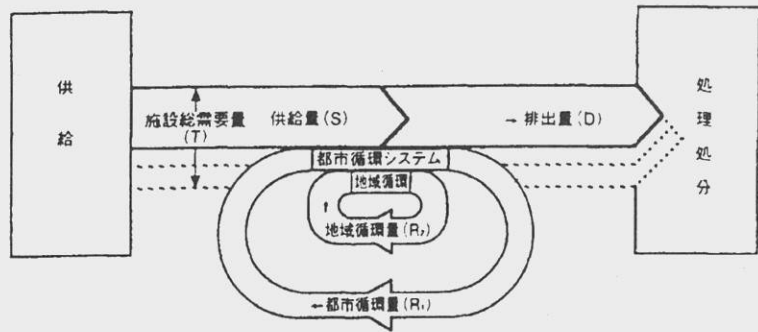 供給
施設総需要量
(T)
供給量(S)
→ 排出量(D)
処理処分
都市循環システム
地域循環
地域循環量(R₂)
←都市循環量(R₁)